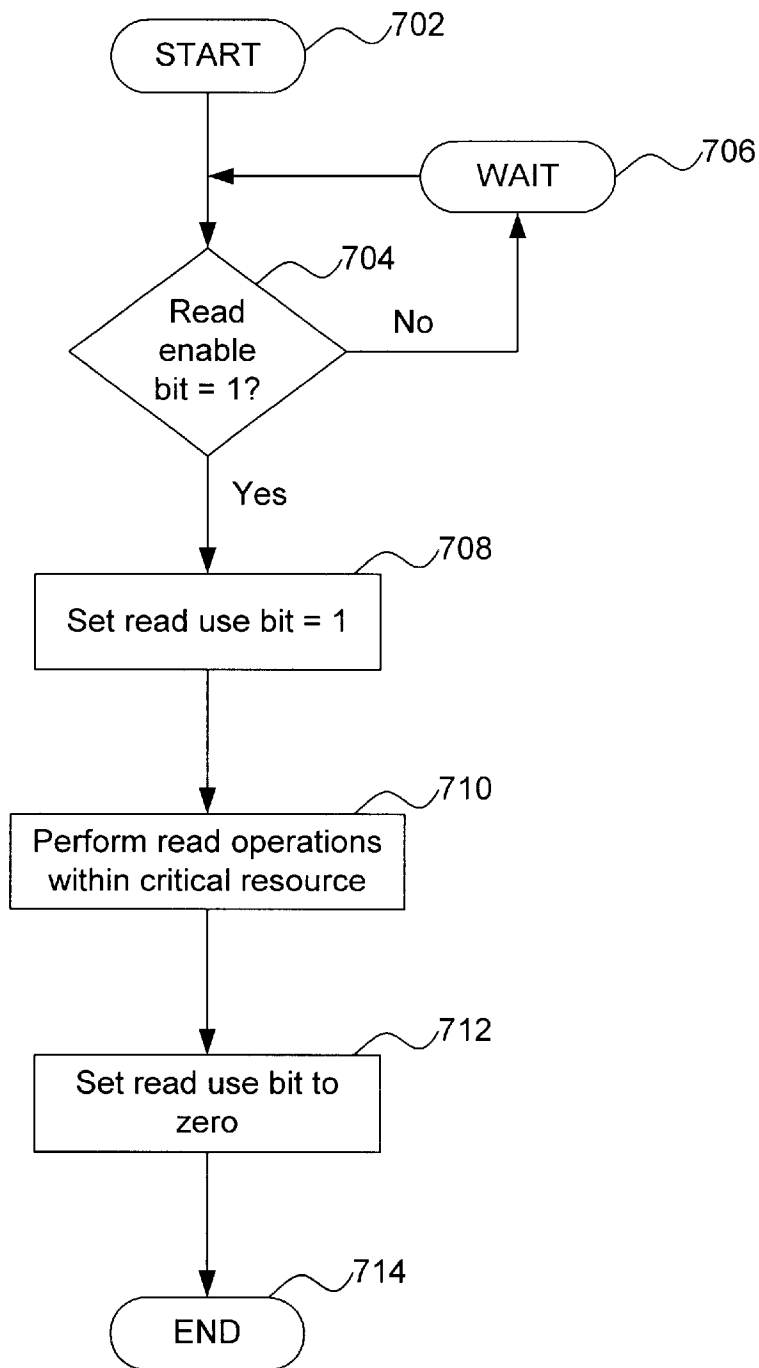 START
702
WAIT
706
704
Read
enable
bit = 1?
No
Yes
708
Set read use bit = 1
710
Perform read operations
within critical resource
712
Set read use bit to
zero
714
END